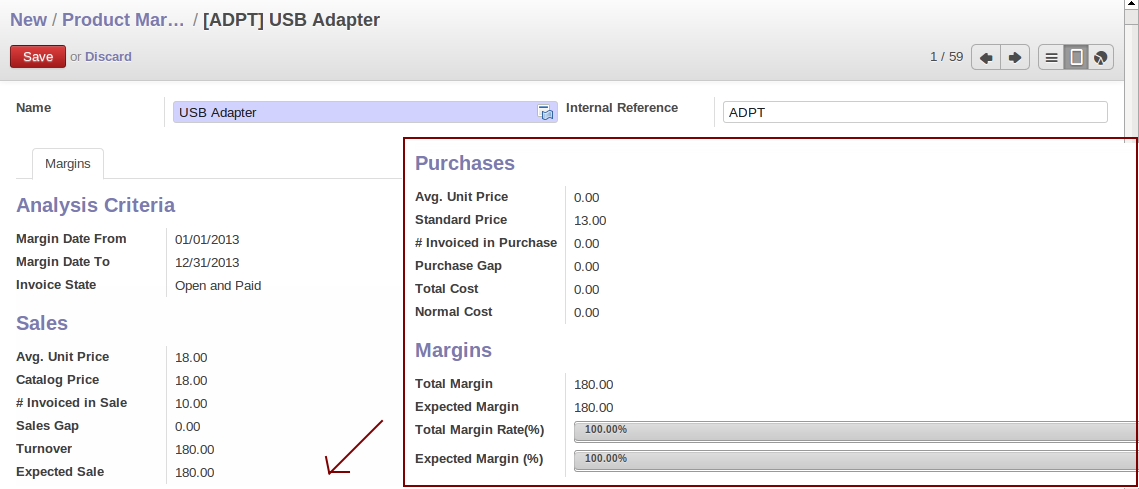 New / Product Mar... / [ADPT] USB Adapter
Save or Discard
1 / 59
Name
USB Adapter
Internal Reference
ADPT
Margins
Analysis Criteria
Margin Date From 01/01/2013
Margin Date To 12/31/2013
Invoice State Open and Paid
Sales
Avg. Unit Price 18.00
Catalog Price 18.00
# Invoiced in Sale 10.00
Sales Gap 0.00
Turnover 180.00
Expected Sale 180.00
Purchases
Avg. Unit Price 0.00
Standard Price 13.00
# Invoiced in Purchase 0.00
Purchase Gap 0.00
Total Cost 0.00
Normal Cost 0.00
Margins
Total Margin 180.00
Expected Margin 180.00
Total Margin Rate(%) 100.00%
Expected Margin (%) 100.00%